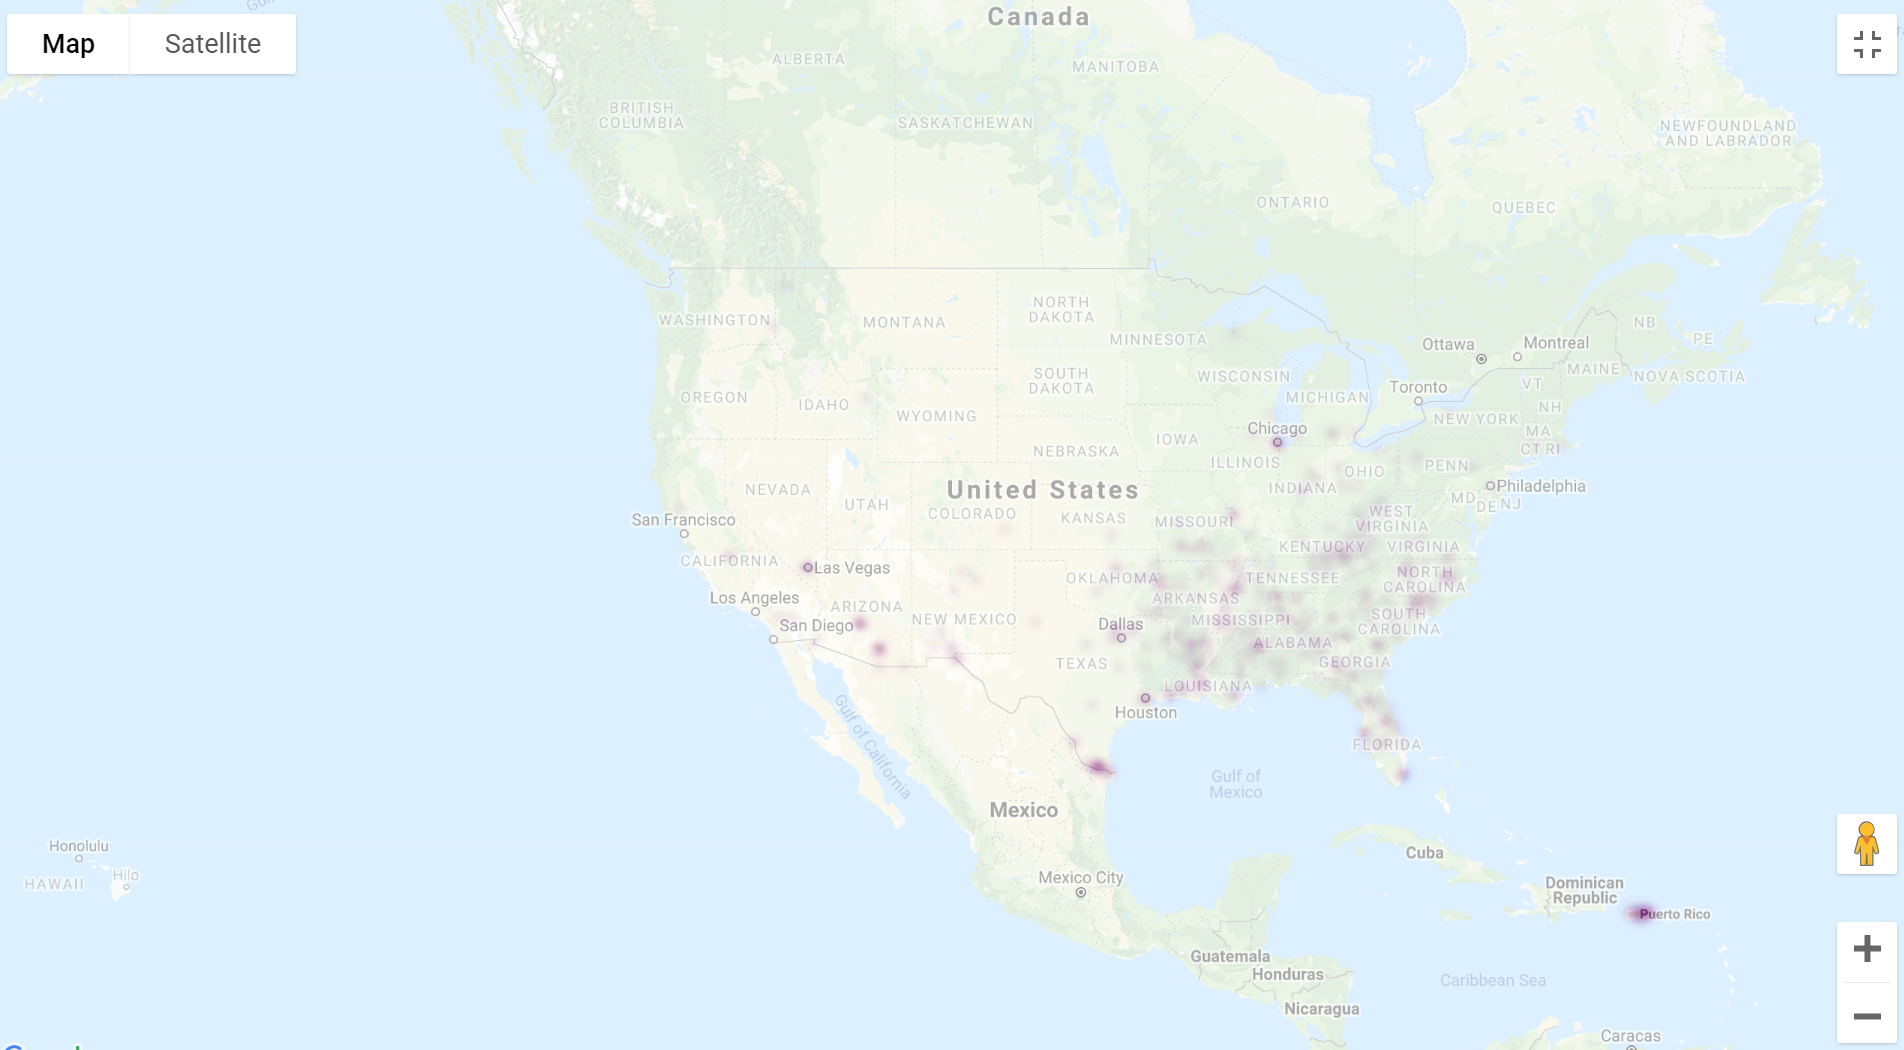 Canada
Map
Satellite
ALBERTA
MANITOBA
BRITISH
COLUMBIA
SASKATCHEWAN
NEWFOUNDLAND
AND LABRADOR
ONTARIO
QUEBEC
NORTH
DAKOTA
WASHINGTON
MONTANA
MINNESOTA
NB
PE
Ottawa
Montreal
SOUTH
DAKOTA
WISCONSIN
MAINE
NOVA SCOTIA
Toronto
VT
OREGON
IDAHO
WYOMING
MICHIGAN
NH
NEW YORK
Chicago
MA
CT RI
IOWA
NEBRASKA
ILLINOIS
OHIO
PENN
United States
NEVADA
INDIANA
Philadelphia
MD
DE
NJ
UTAH
COLORADO
KANSAS
MISSOURI
WEST
VIRGINIA
San Francisco
KENTUCKY
VIRGINIA
CALIFORNIA
Las Vegas
OKLAHOMA
TENNESSEE
NORTH
CAROLINA
Los Angeles
ARIZONA
ARKANSAS
NEW MEXICO
MISSISSIPPI
SOUTH
CAROLINA
San Diego
Dallas
ALABAMA
TEXAS
GEORGIA
LOUISIANA
Houston
Gulf of California
FLORIDA
Gulf of
Mexico
Mexico
Honolulu
Cuba
Hilo
HAWAII
Mexico City
Dominican
Republic
Puerto Rico
Guatemala
Honduras
Caribbean Sea
Nicaragua
Caracas